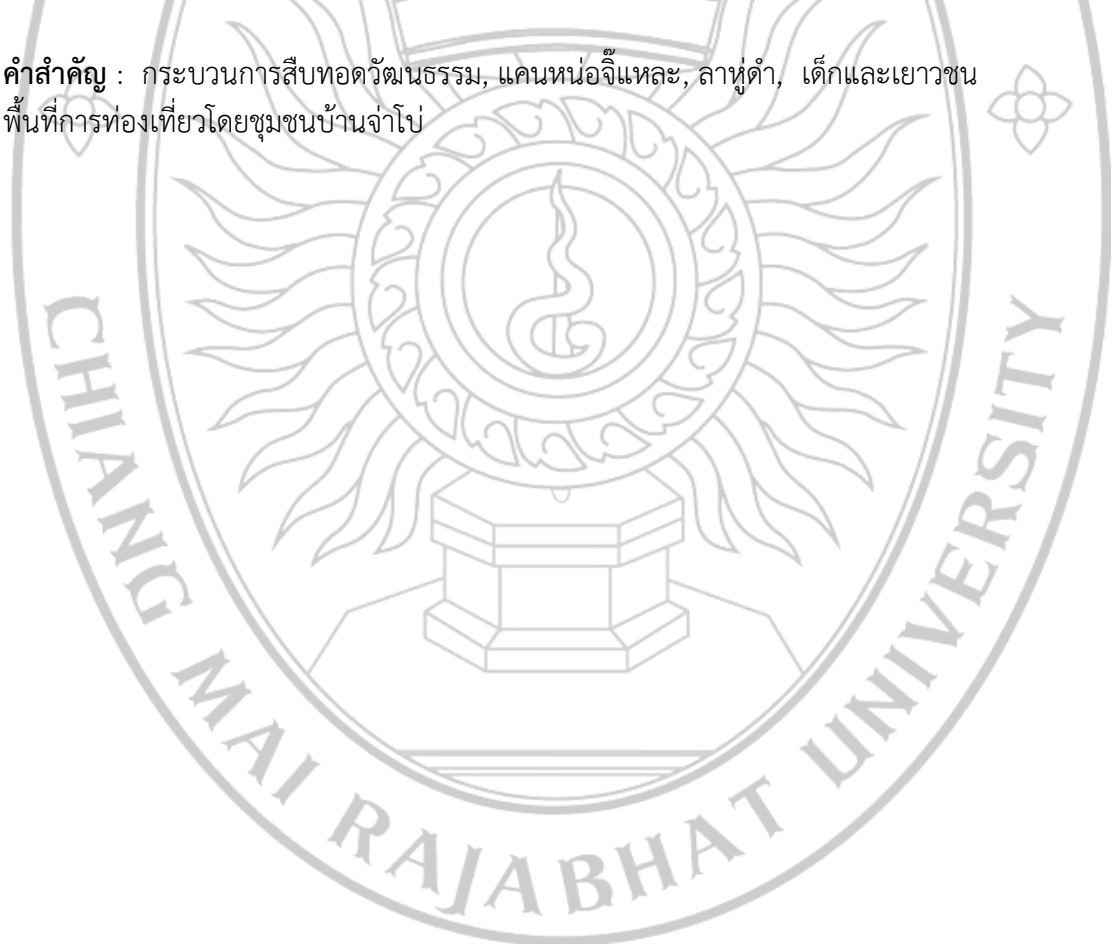 คำสำคัญ : กระบวนการสืบทอดวัฒนธรรม, แคนหน่อจิ๊แหละ, ลาหู่ดำ, เด็กและเยาวชน
พื้นที่การท่องเที่ยวโดยชุมชนบ้านจ่าโบ่
CHIANG MAI RAJABHAT UNIVERSITY